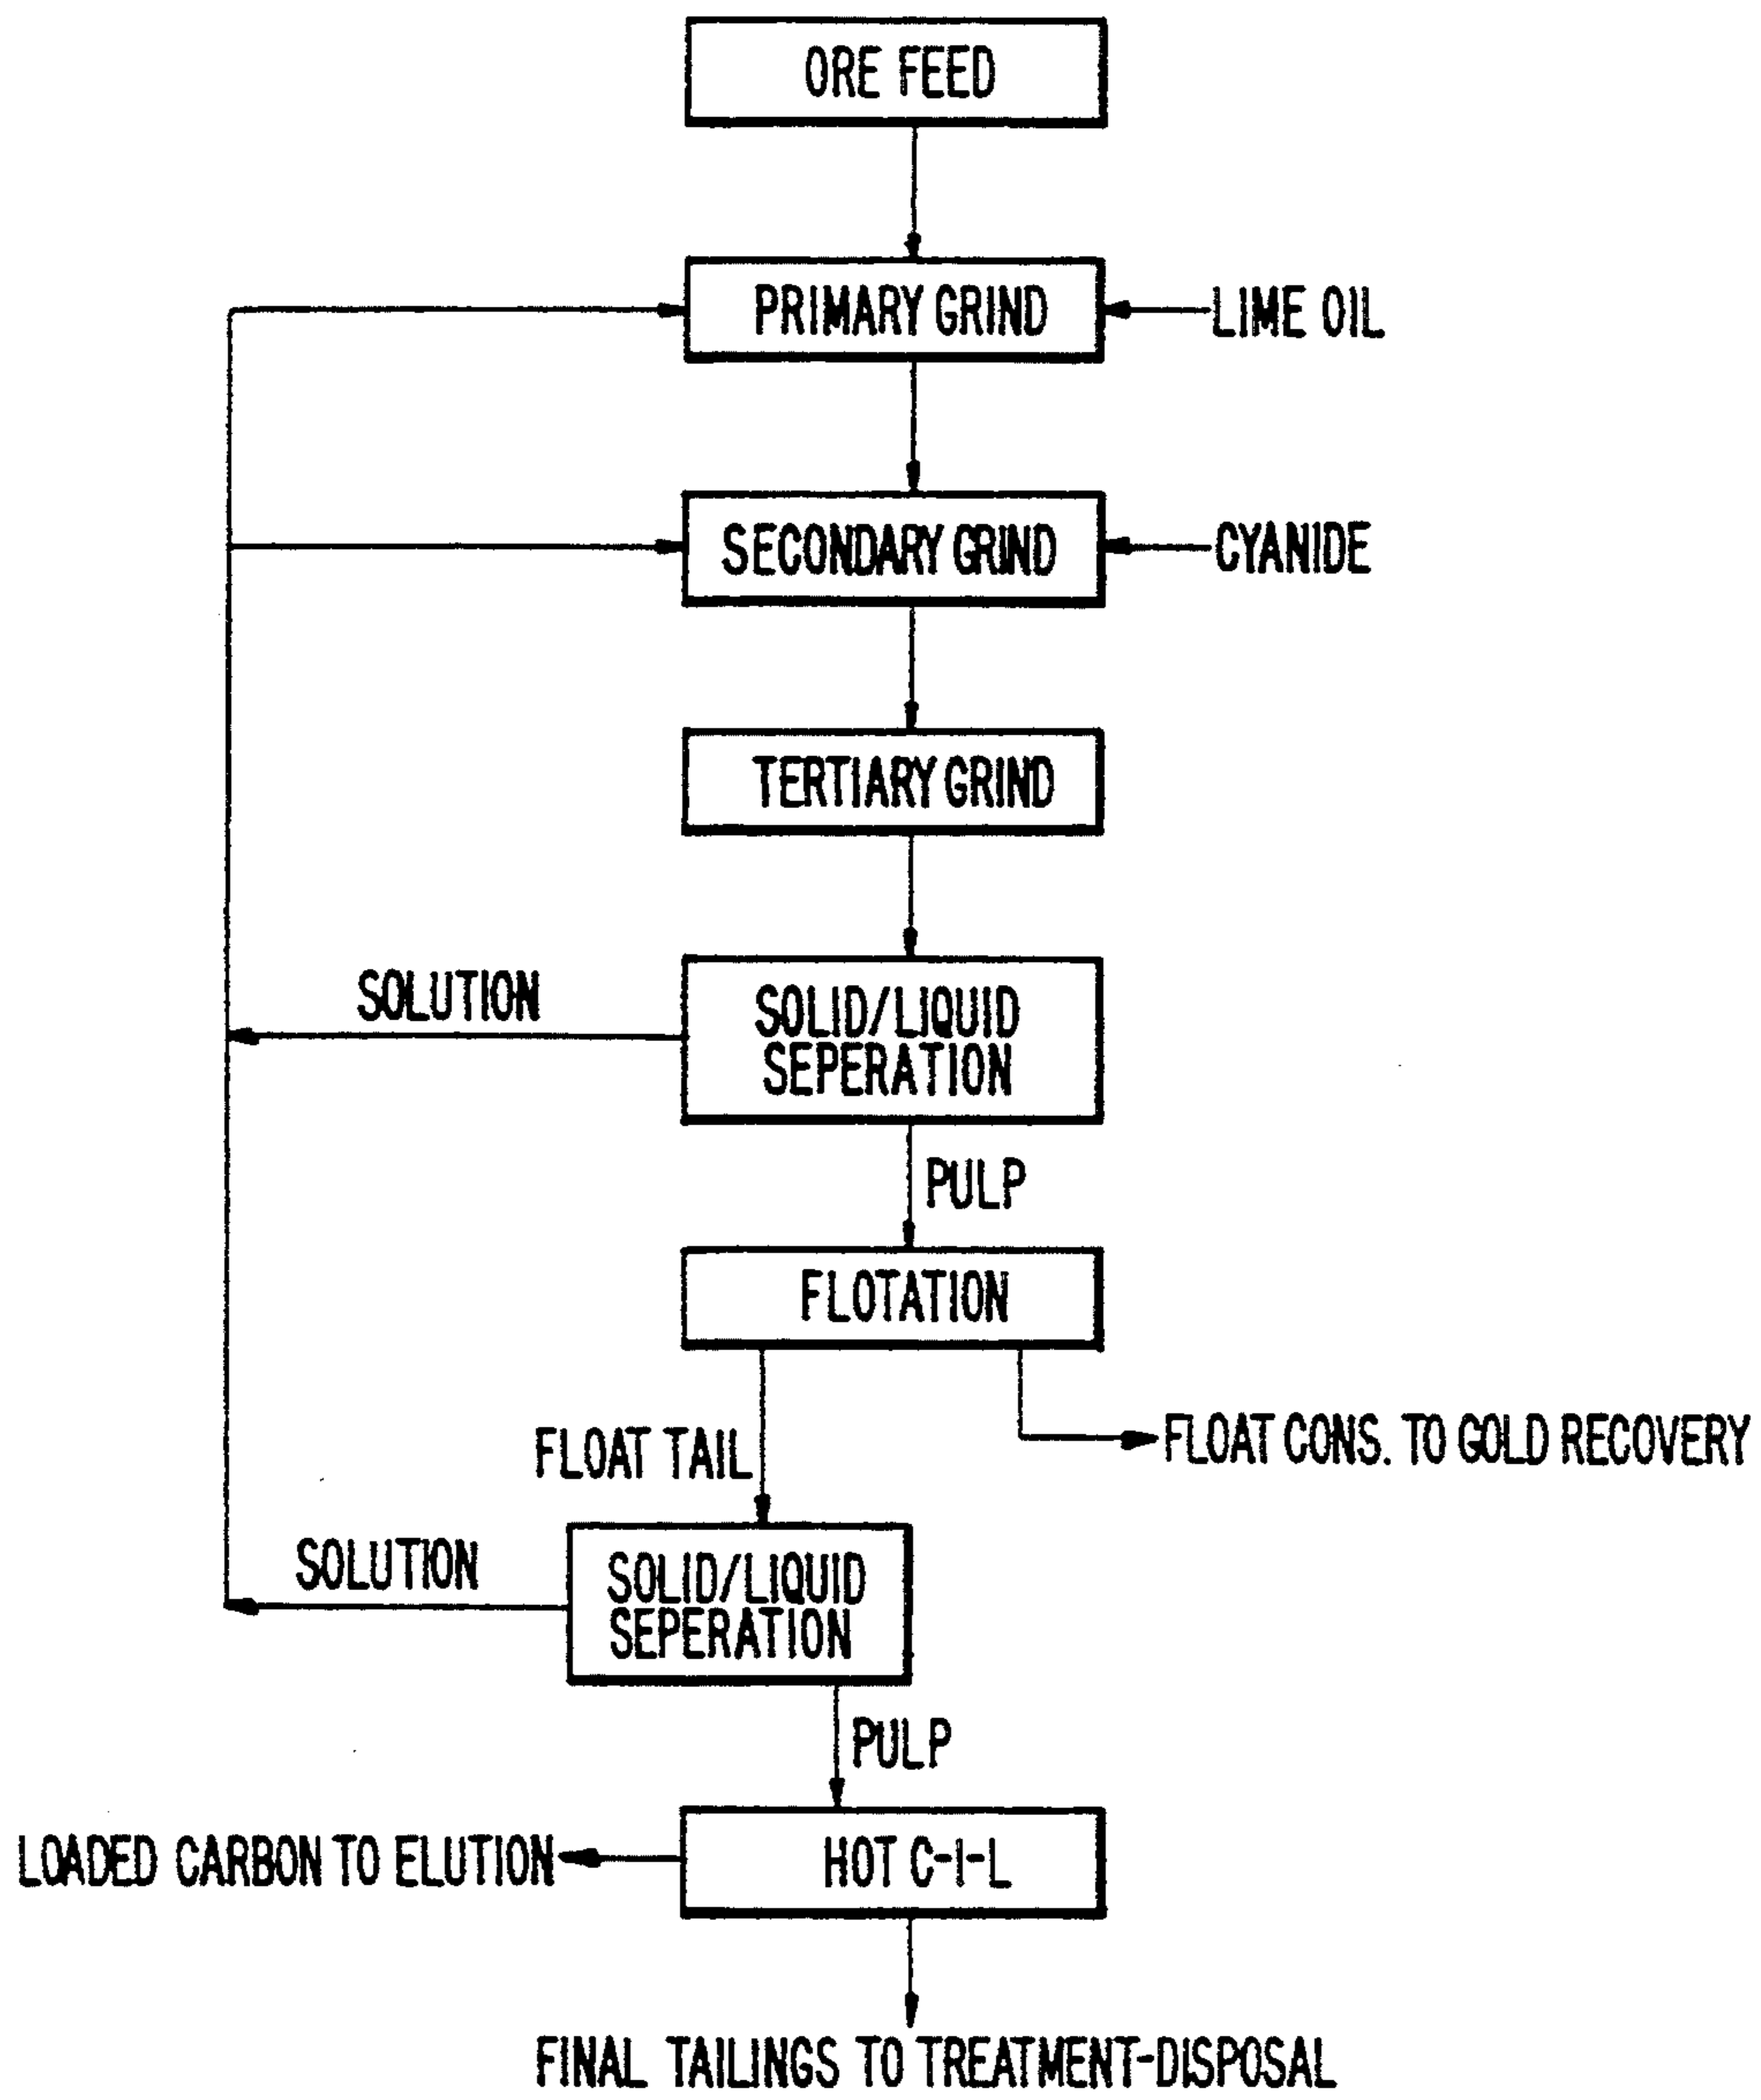 ORE FEED
PRIMARY GRIND
LIME OIL
SECONDARY GRIND
CYANIDE
TERTIARY GRIND
SOLUTION
SOLID/LIQUID
SEPERATION
PULP
FLOTATION
FLOAT TAIL
FLOAT CONS. TO GOLD RECOVERY
SOLUTION
SOLID/LIQUID
SEPERATION
PULP
LOADED CARBON TO ELUTION
HOT C-I-L
FINAL TAILINGS TO TREATMENT-DISPOSAL